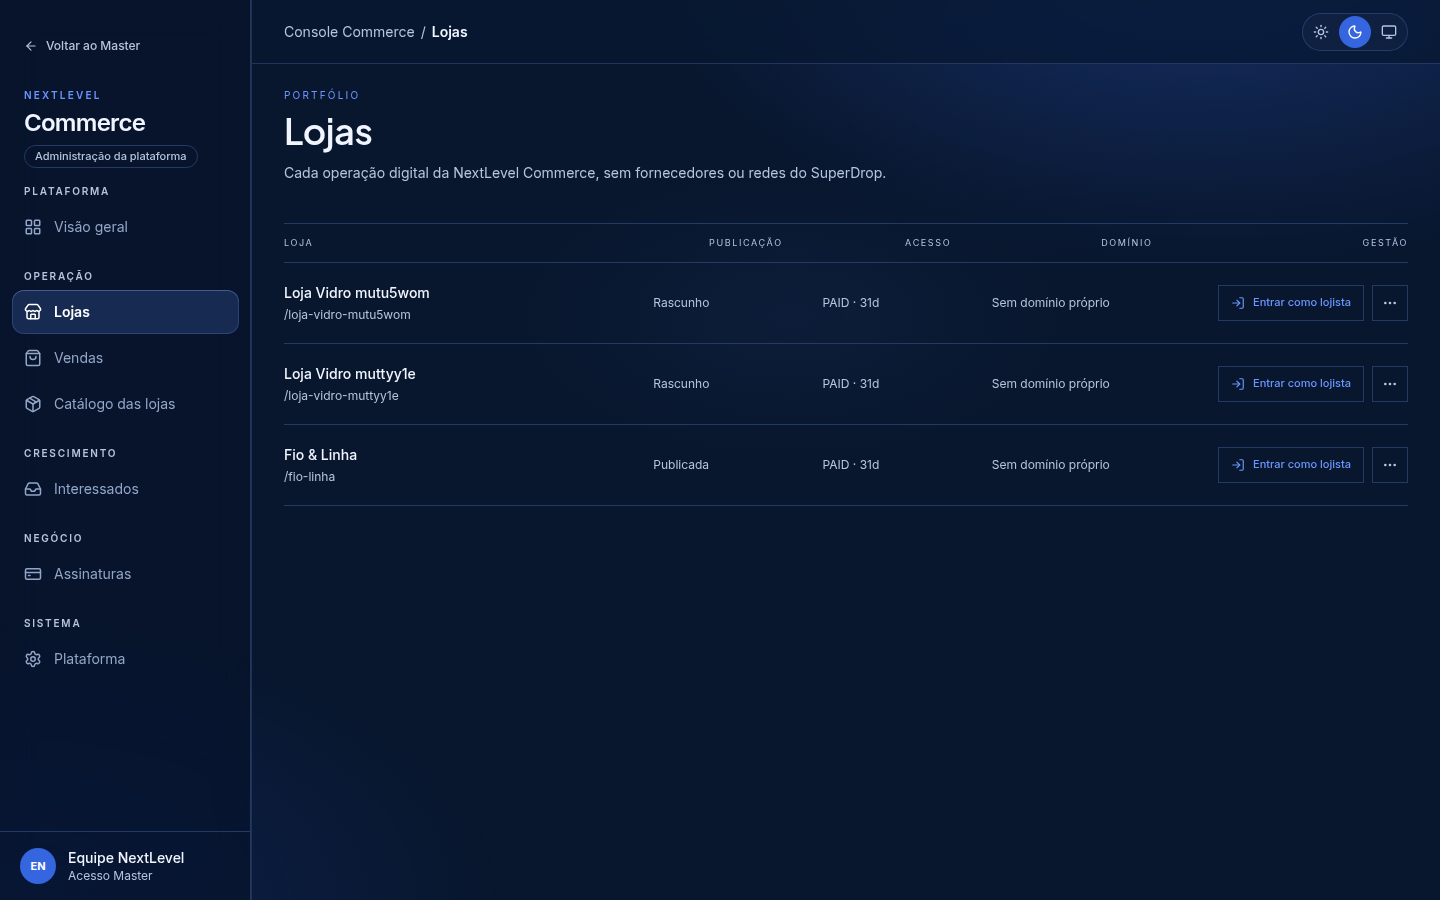 Voltar ao Master
NEXTLEVEL
Commerce
Administração da plataforma
PLATAFORMA
Visão geral
OPERAÇÃO
Lojas
Vendas
Catálogo das lojas
CRESCIMENTO
Interessados
NEGÓCIO
Assinaturas
SISTEMA
Plataforma
EN
Equipe NextLevel
Acesso Master
Console Commerce / Lojas
PORTFÓLIO
Lojas
Cada operação digital da NextLevel Commerce, sem fornecedores ou redes do SuperDrop.
LOJA PUBLICAÇÃO ACESSO DOMÍNIO GESTÃO
Loja Vidro mutu5wom
/loja-vidro-mutu5wom
Rascunho PAID · 31d Sem domínio próprio Entrar como lojista
Loja Vidro muttyy1e
/loja-vidro-muttyy1e
Rascunho PAID · 31d Sem domínio próprio Entrar como lojista
Fio & Linha
/fio-linha
Publicada PAID · 31d Sem domínio próprio Entrar como lojista